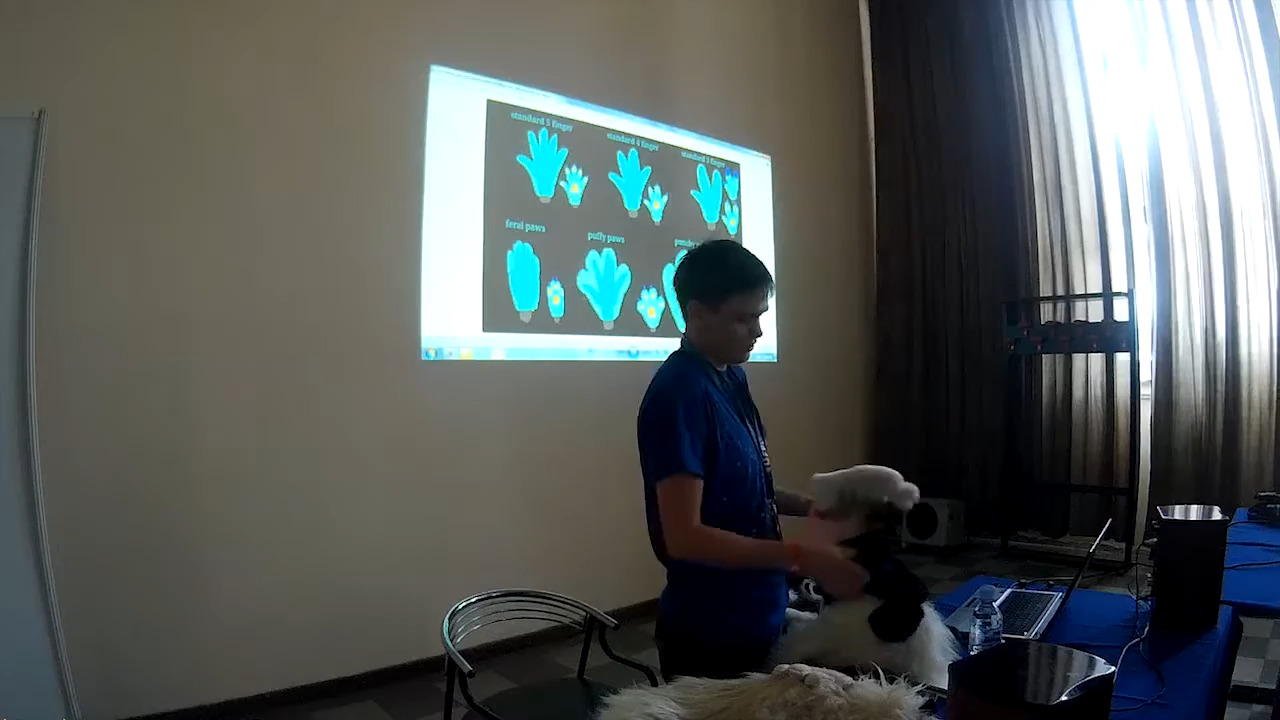 standard 5 finger
standard 4 finger
standard 3 finger
feral paws
puffy paws